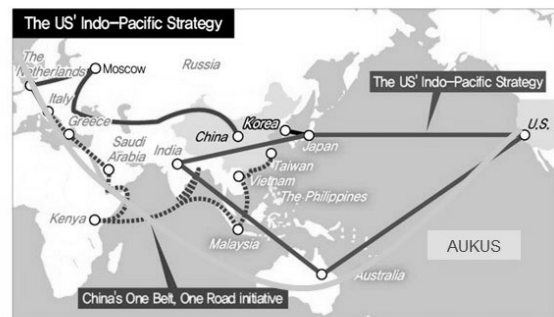 The US' Indo-Pacific Strategy
The
Netherlands
Moscow
Russia
The US' Indo-Pacific Strategy
Italy
Greece
Korea
U.S.
China
Japan
Saudi
Arabia
India
Taiwan
Vietnam
The Philippines
Kenya
Malaysia
AUKUS
Australia
China's One Belt, One Road initiative